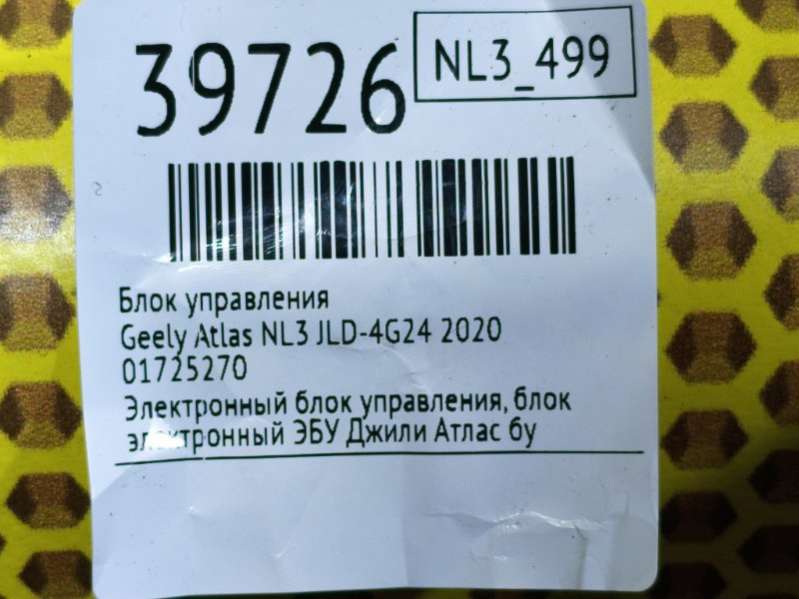 39726
NL3_499
Блок управления
Geely Atlas NL3 JLD-4G24 2020
01725270
Электронный блок управления, блок
электронный ЭБУ Джили Атлас бу